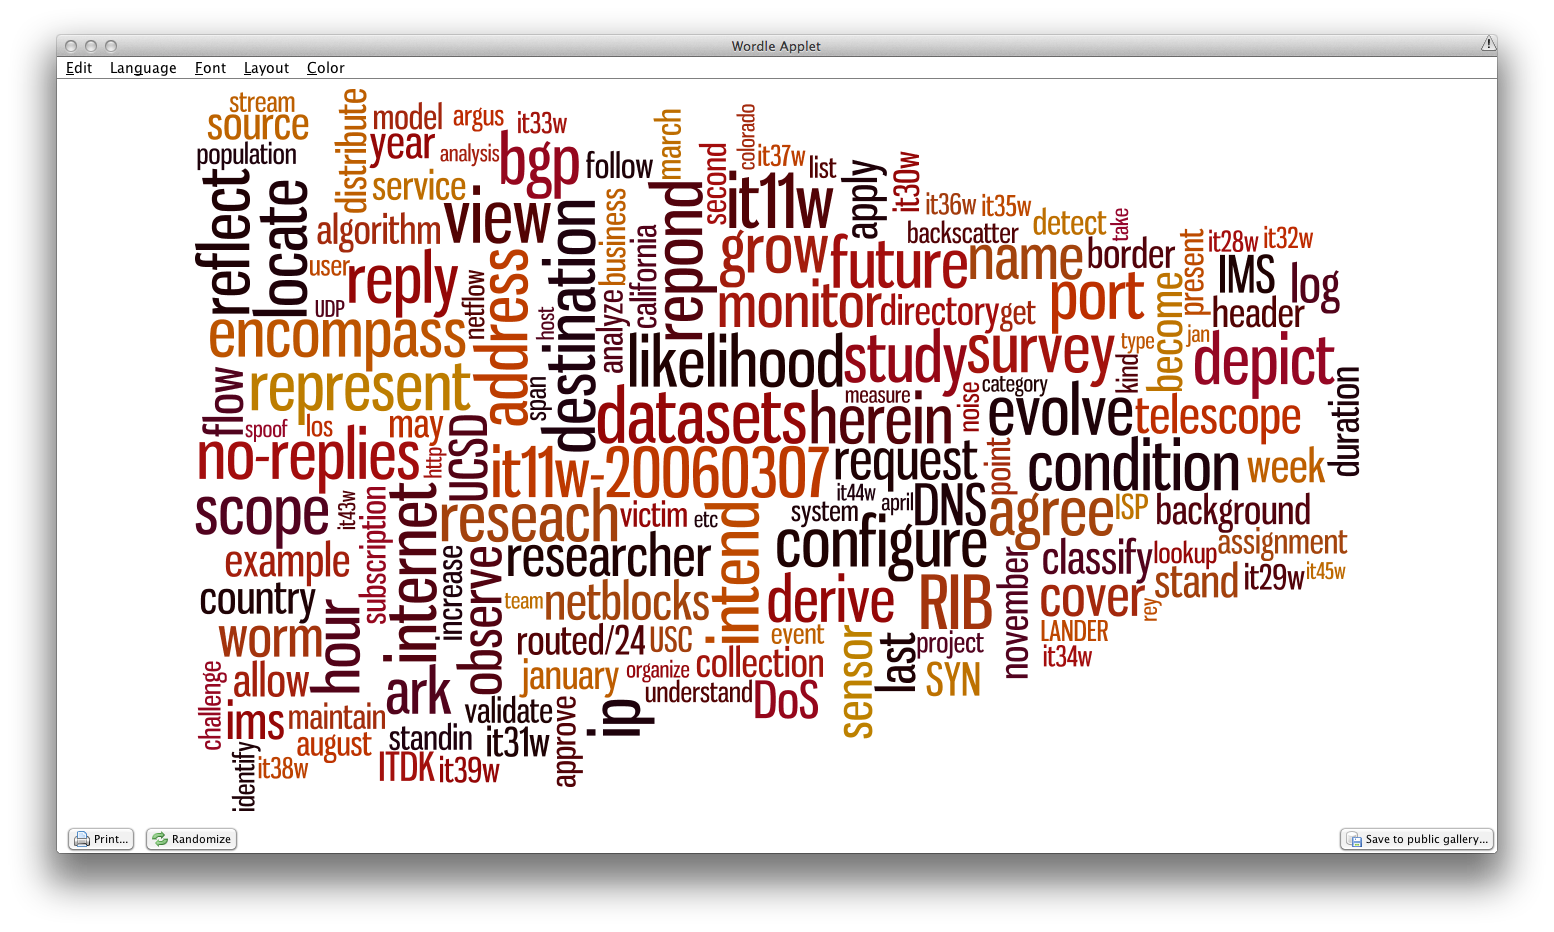 Wordle Applet
Edit Language Font Layout Color
stream
source
population
distribute
model
year
argus
analysis
it33w
bgp
follow
march
second
colorado
it37w
list
it11w
apply
it30w
it36w
it35w
backscatter
detect
take
border
present
it28w
it32w
IMS
log
header
reflect
locate
service
algorithm
view
user
reply
UDP
netflow
address
host
destination
business
california
analyze
repond
grow
future
name
monitor
directory
get
port
type
become
jan
depict
encompass
represent
span
likelihood
study
survey
kind
category
measure
noise
evolve
telescope
duration
flow
spoof
los
may
no-replies
http
UCSD
datasets
herein
it11w-20060307
request
point
condition
week
scope
it43w
subscription
internet
reseach
victim
etc
it44w
system
april
DNS
agree
ISP
background
example
increase
observe
researcher
intend
configure
november
classify
lookup
assignment
country
hour
team
netblocks
derive
RIB
cover
rey
stand
it29w
it45w
worm
routed/24
USC
event
sensor
last
project
LANDER
it34w
challenge
allow
ark
january
organize
collection
understand
DoS
SYN
ims
maintain
august
validate
standin
it31w
approve
ip
identify
it38w
ITDK
it39w
Print...
Randomize
Save to public gallery...